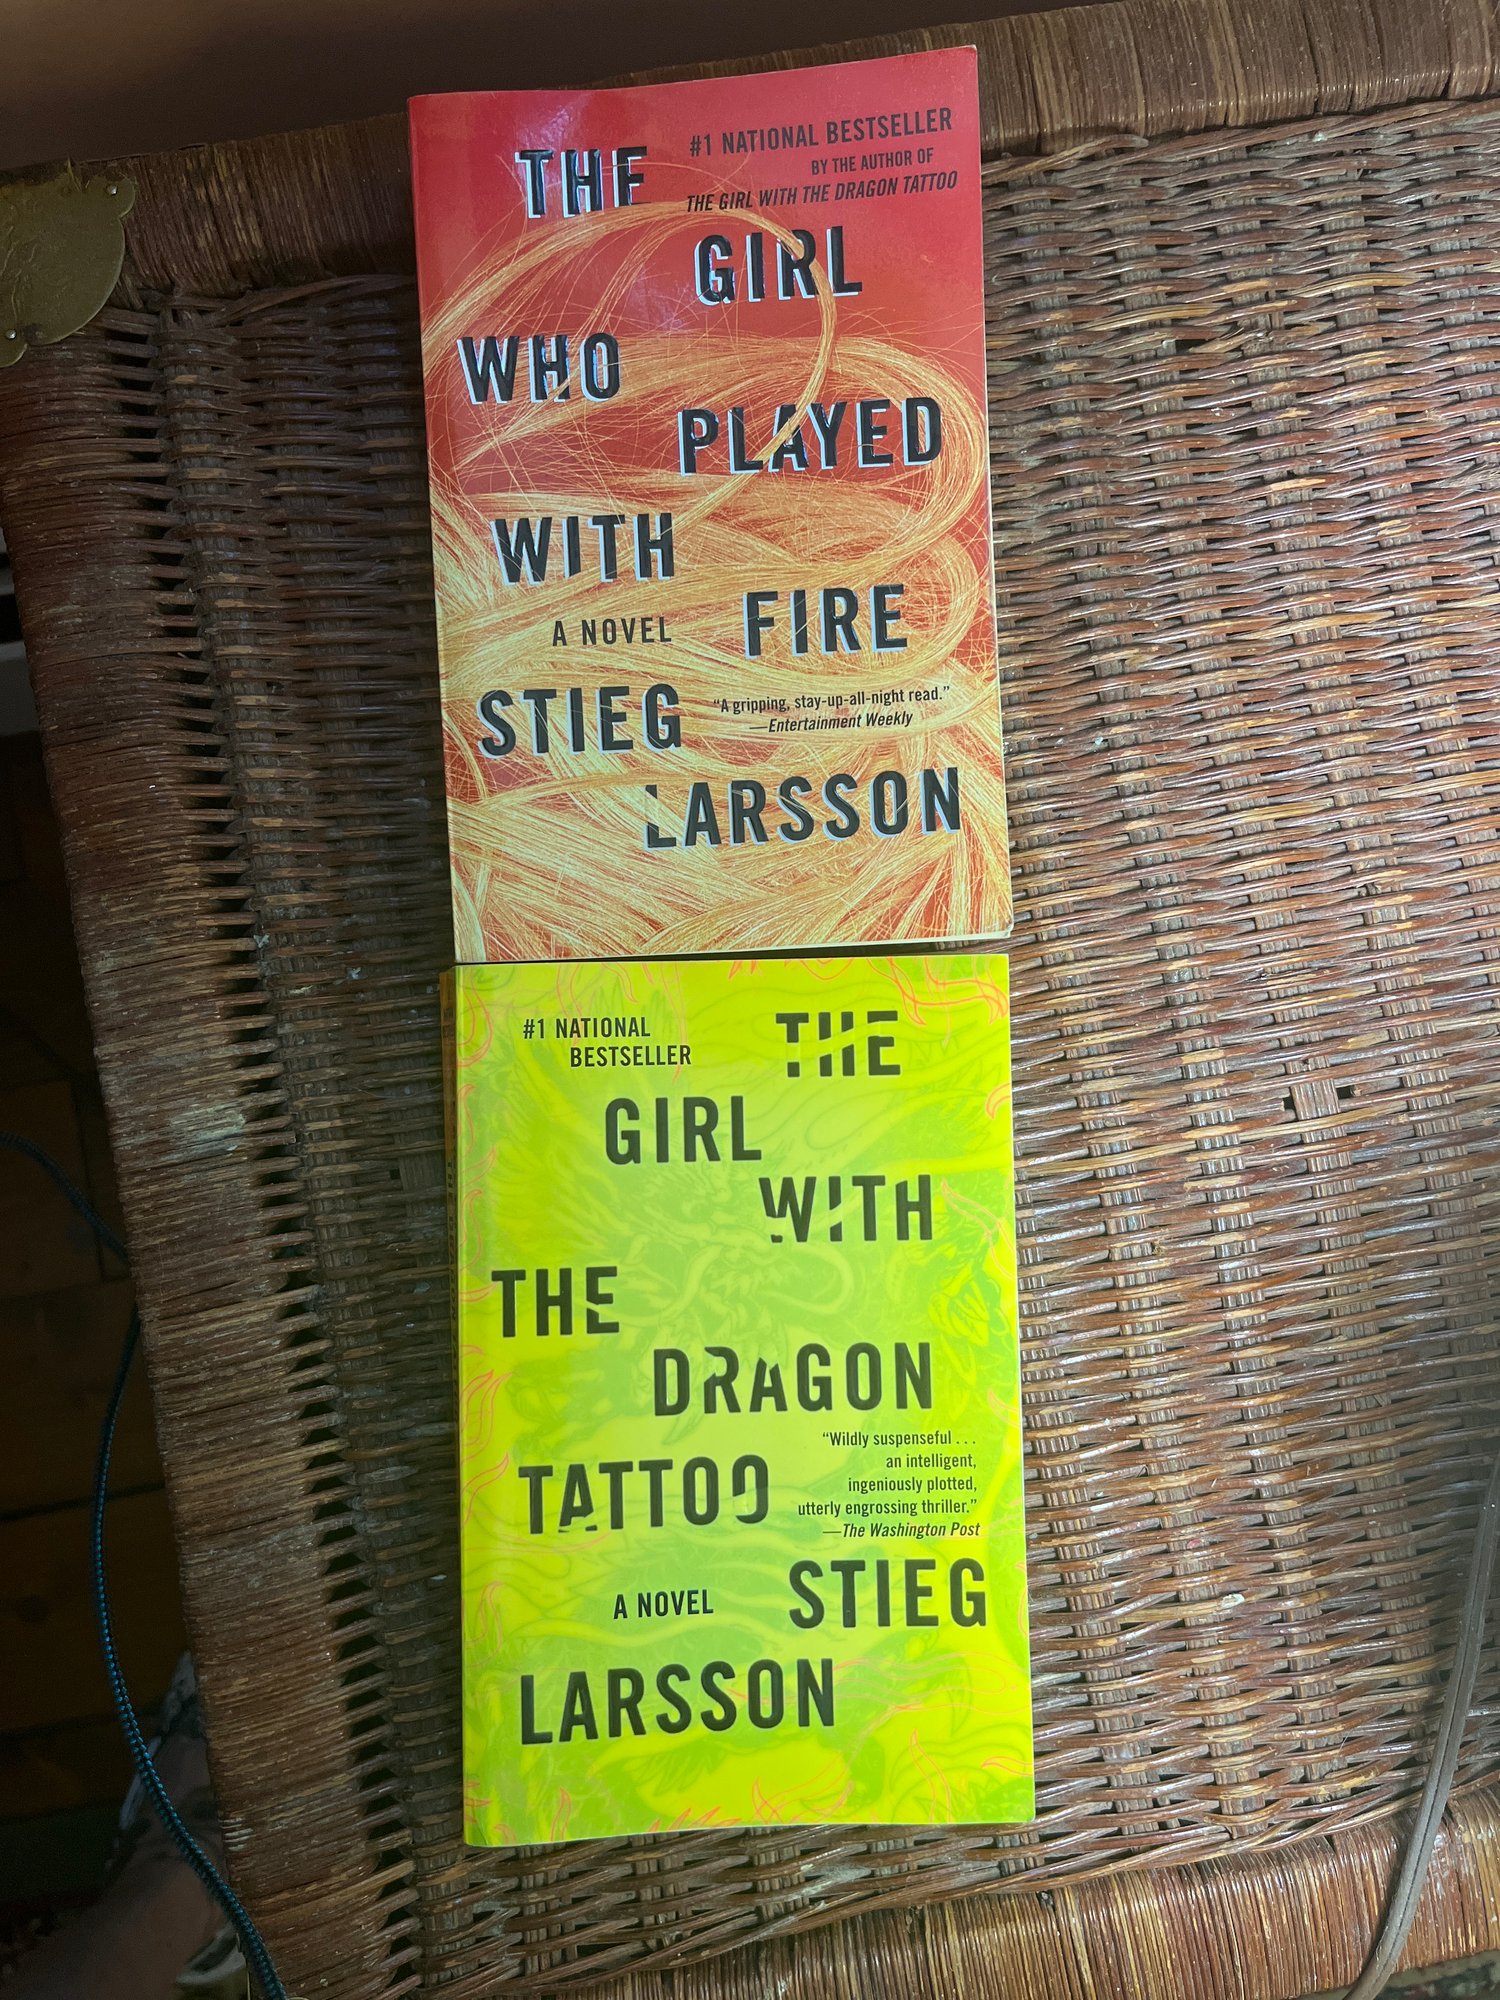 #1 NATIONAL BESTSELLER
BY THE AUTHOR OF
THE GIRL WITH THE DRAGON TATTOO
THE
GIRL
WHO
PLAYED
WITH
FIRE
A NOVEL
STIEG
"A gripping, stay-up-all-night read."
—Entertainment Weekly
LARSSON
#1 NATIONAL
BESTSELLER
THE
GIRL
WITH
THE
DRAGON
TATTOO
"Wildly suspenseful . . .
an intelligent,
ingeniously plotted,
utterly engrossing thriller."
—The Washington Post
A NOVEL
STIEG
LARSSON